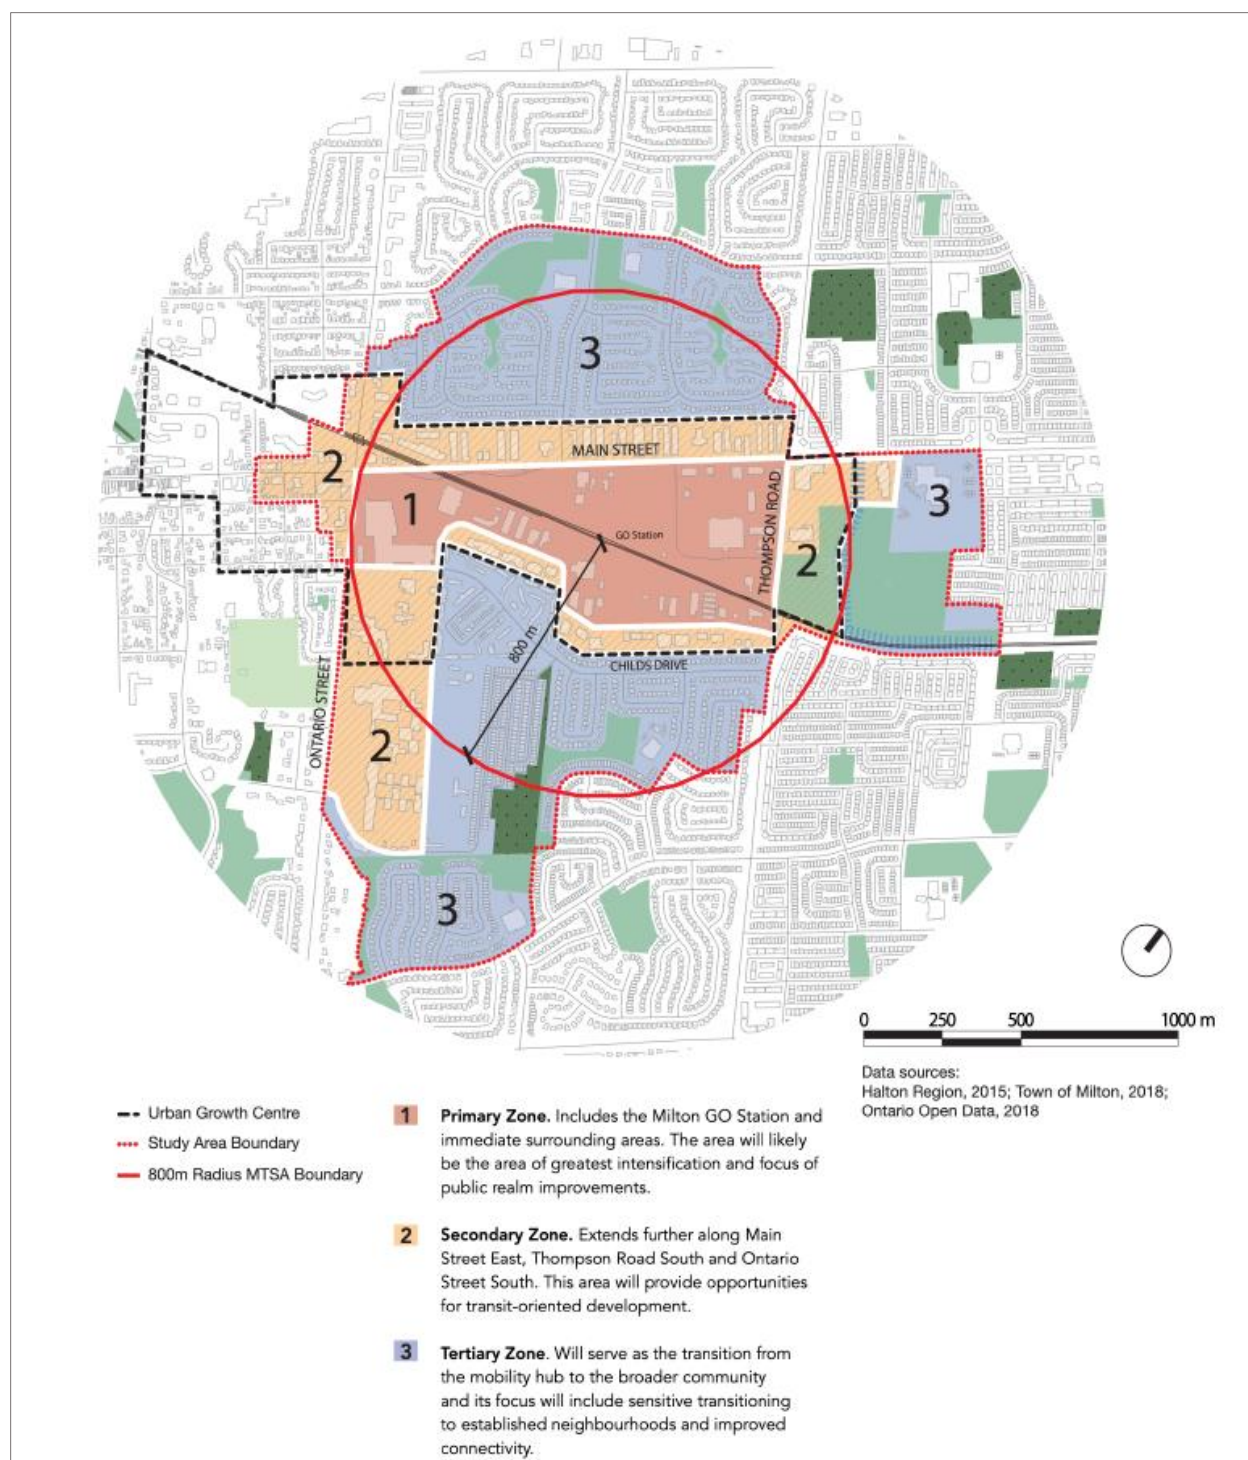 3
MAIN STREET
2
1
3
THOMPSON ROAD
GO Station
2
800 m
CHILDS DRIVE
ONTARIO STREET
2
3
0 250 500 1000 m
Data sources:
Halton Region, 2015; Town of Milton, 2018;
Ontario Open Data, 2018
Urban Growth Centre
Study Area Boundary
800m Radius MTSA Boundary
1 Primary Zone. Includes the Milton GO Station and
immediate surrounding areas. The area will likely
be the area of greatest intensification and focus of
public realm improvements.
2 Secondary Zone. Extends further along Main
Street East, Thompson Road South and Ontario
Street South. This area will provide opportunities
for transit-oriented development.
3 Tertiary Zone. Will serve as the transition from
the mobility hub to the broader community
and its focus will include sensitive transitioning
to established neighbourhoods and improved
connectivity.